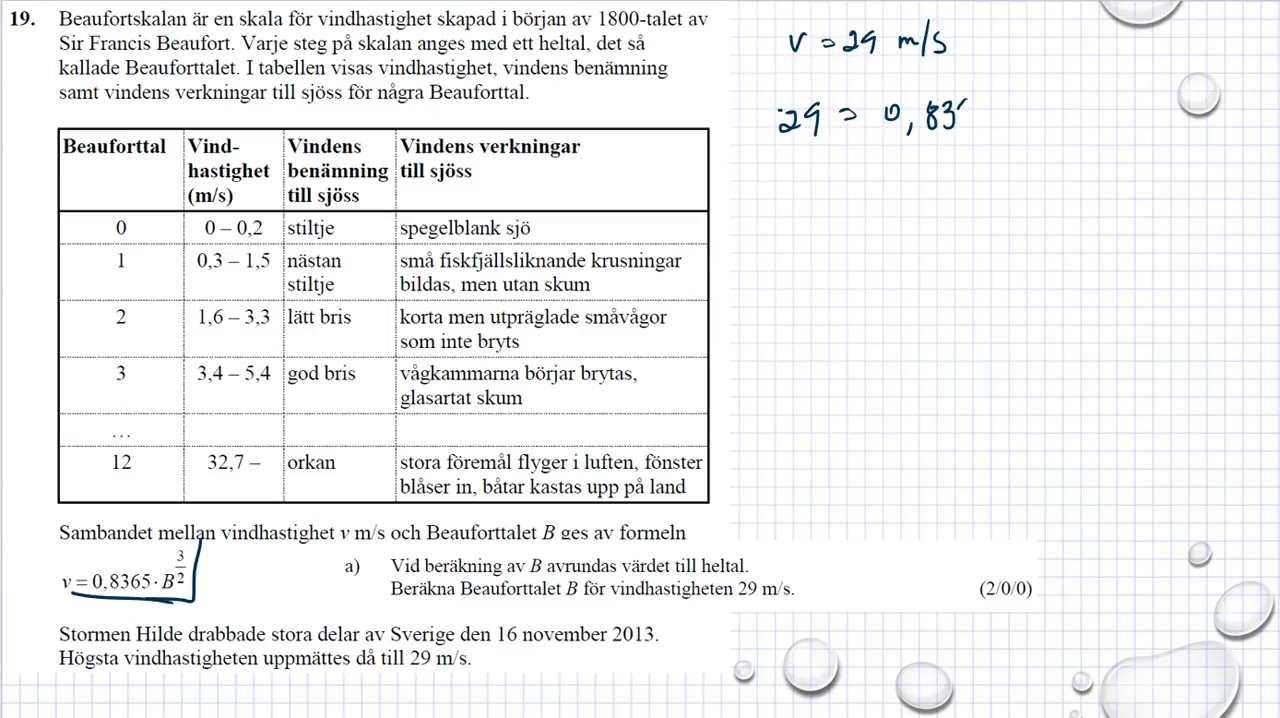 19. Beaufortskalan är en skala för vindhastighet skapad i början av 1800-talet av
Sir Francis Beaufort. Varje steg på skalan anges med ett heltal, det så
kallade Beauforttalet. I tabellen visas vindhastighet, vindens benämning
samt vindens verkningar till sjöss för några Beauforttal.
v = 29 m/s
29 = 0,83
Beauforttal Vind- Vindens Vindens verkningar
hastighet benämning till sjöss
(m/s) till sjöss
0 0 – 0,2 stiltje spegelblank sjö
1 0,3 – 1,5 nästan små fiskfjällsliknande krusningar
stiltje bildas, men utan skum
2 1,6 – 3,3 lätt bris korta men utpräglade småvågor
som inte bryts
3 3,4 – 5,4 god bris vågkammarna börjar brytas,
glasartat skum
…
12 32,7 – orkan stora föremål flyger i luften, fönster
blåser in, båtar kastas upp på land
Sambandet mellan vindhastighet v m/s och Beauforttalet B ges av formeln
v = 0,8365 · B^(3/2)
a) Vid beräkning av B avrundas värdet till heltal.
Beräkna Beauforttalet B för vindhastigheten 29 m/s. (2/0/0)
Stormen Hilde drabbade stora delar av Sverige den 16 november 2013.
Högsta vindhastigheten uppmättes då till 29 m/s.